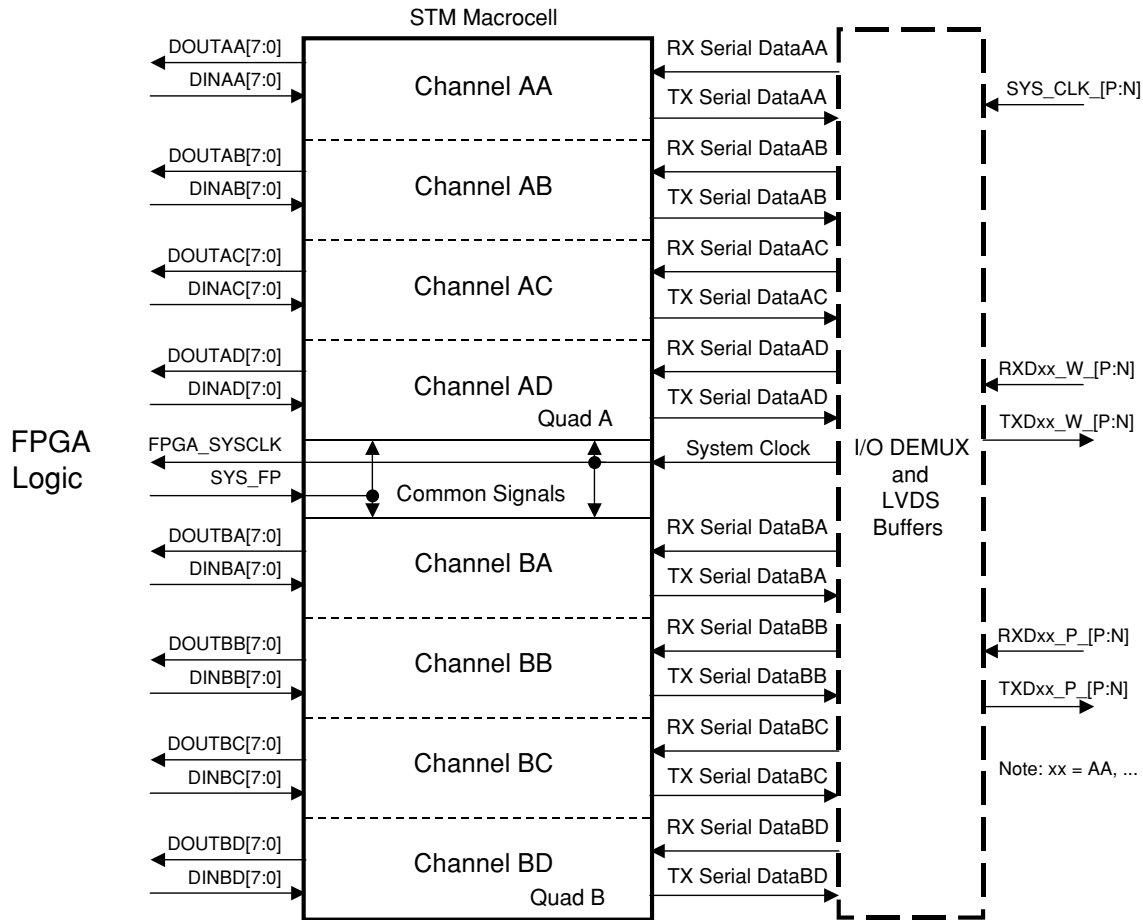 STM Macrocell
DOUTAA[7:0]
DINAA[7:0]
Channel AA
RX Serial DataAA
TX Serial DataAA
SYS_CLK_[P:N]
DOUTAB[7:0]
DINAB[7:0]
Channel AB
RX Serial DataAB
TX Serial DataAB
DOUTAC[7:0]
DINAC[7:0]
Channel AC
RX Serial DataAC
TX Serial DataAC
DOUTAD[7:0]
DINAD[7:0]
Channel AD
Quad A
RX Serial DataAD
TX Serial DataAD
RXDxx_W_[P:N]
TXDxx_W_[P:N]
FPGA
Logic
FPGA_SYSCLK
SYS_FP
Common Signals
System Clock
I/O DEMUX
and
LVDS
Buffers
DOUTBA[7:0]
DINBA[7:0]
Channel BA
RX Serial DataBA
TX Serial DataBA
DOUTBB[7:0]
DINBB[7:0]
Channel BB
RX Serial DataBB
TX Serial DataBB
RXDxx_P_[P:N]
TXDxx_P_[P:N]
DOUTBC[7:0]
DINBC[7:0]
Channel BC
RX Serial DataBC
TX Serial DataBC
Note: xx = AA, ...
DOUTBD[7:0]
DINBD[7:0]
Channel BD
Quad B
RX Serial DataBD
TX Serial DataBD